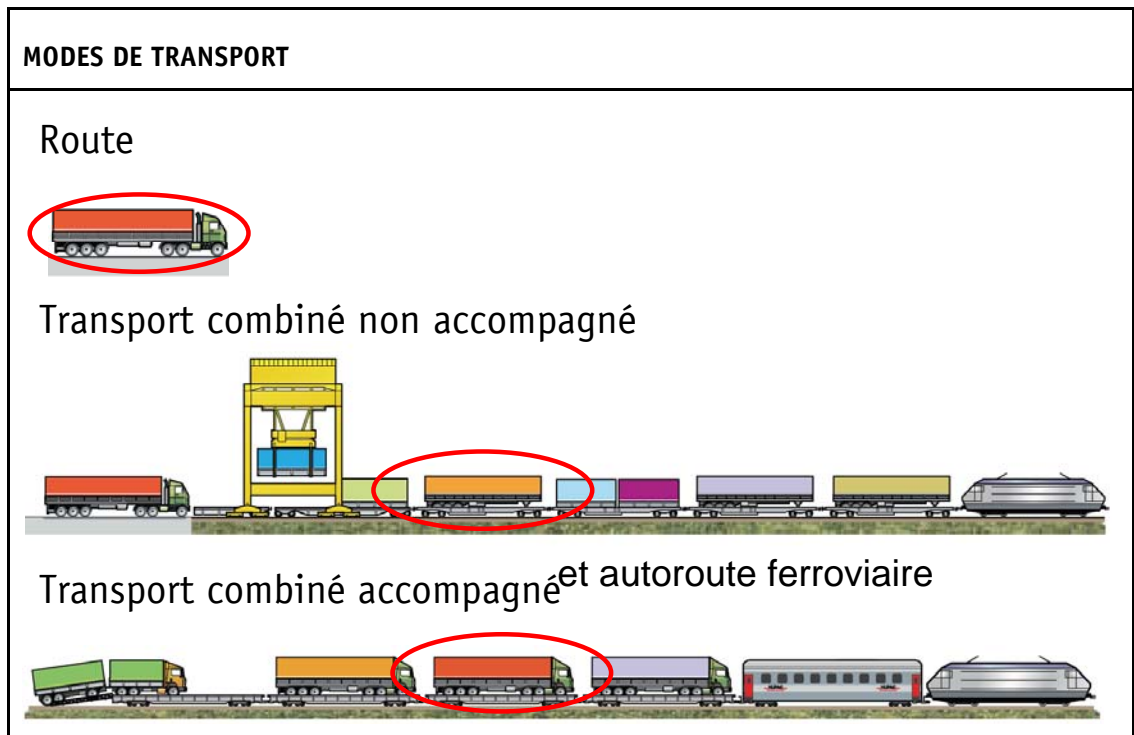 MODES DE TRANSPORT
Route
Transport combiné non accompagné
Transport combiné accompagné et autoroute ferroviaire